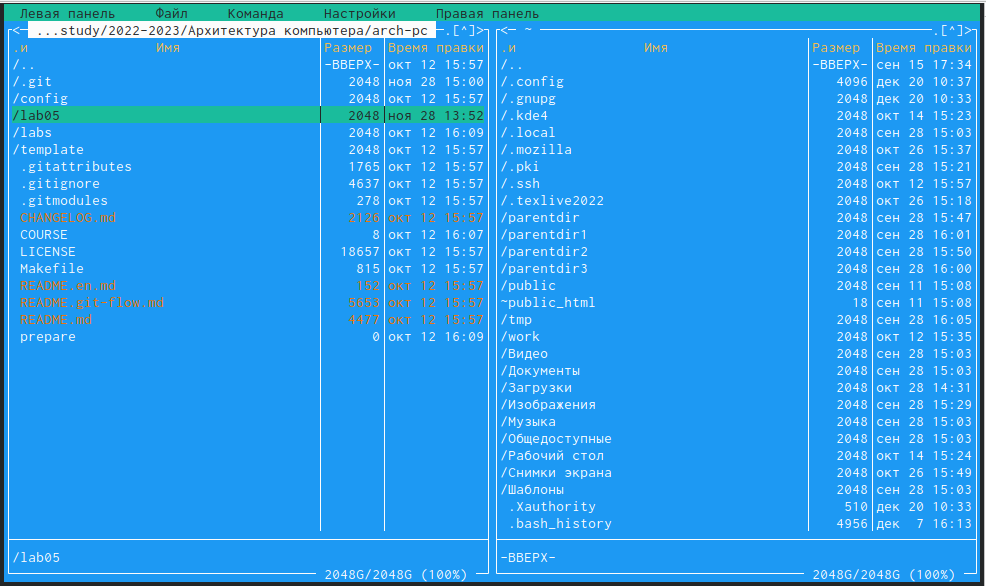 Левая панель Файл Команда Настройки Правая панель
<— ...study/2022-2023/Архитектура компьютера/arch-pc —.[^]>
.и Имя Размер Время правки
/.. -ВВЕРХ- окт 12 15:57
/.git 2048 ноя 28 15:00
/config 2048 окт 12 15:57
/lab05 2048 ноя 28 13:52
/labs 2048 окт 12 16:09
/template 2048 окт 12 15:57
.gitattributes 1765 окт 12 15:57
.gitignore 4637 окт 12 15:57
.gitmodules 278 окт 12 15:57
CHANGELOG.md 2126 окт 12 15:57
COURSE 8 окт 12 16:07
LICENSE 18657 окт 12 15:57
Makefile 815 окт 12 15:57
README.en.md 152 окт 12 15:57
README.git-flow.md 5653 окт 12 15:57
README.md 4477 окт 12 15:57
prepare 0 окт 12 16:09
/lab05
2048G/2048G (100%)
<— ~ —.[^]>
.и Имя Размер Время правки
/.. -ВВЕРХ- сен 15 17:34
/.config 4096 дек 20 10:37
/.gnupg 2048 дек 20 10:33
/.kde4 2048 окт 14 15:23
/.local 2048 сен 28 15:03
/.mozilla 2048 окт 26 15:37
/.pki 2048 сен 28 15:21
/.ssh 2048 окт 12 15:57
/.texlive2022 2048 окт 26 15:18
/parentdir 2048 сен 28 15:47
/parentdir1 2048 сен 28 16:01
/parentdir2 2048 сен 28 15:50
/parentdir3 2048 сен 28 16:00
/public 2048 сен 11 15:08
~public_html 18 сен 11 15:08
/tmp 2048 сен 28 16:05
/work 2048 окт 12 15:35
/Видео 2048 сен 28 15:03
/Документы 2048 сен 28 15:03
/Загрузки 2048 окт 28 14:31
/Изображения 2048 сен 28 15:29
/Музыка 2048 сен 28 15:03
/Общедоступные 2048 сен 28 15:03
/Рабочий стол 2048 окт 14 15:24
/Снимки экрана 2048 окт 26 15:49
/Шаблоны 2048 сен 28 15:03
.Xauthority 510 дек 20 10:33
.bash_history 4956 дек 7 16:13
-ВВЕРХ-
2048G/2048G (100%)